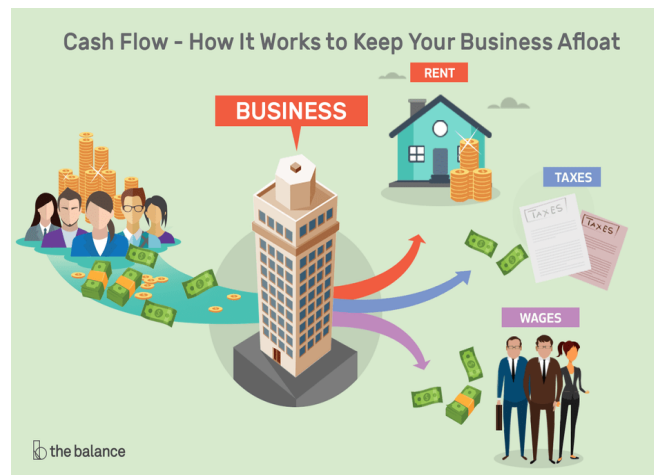 Cash Flow - How It Works to Keep Your Business Afloat
RENT
BUSINESS
TAXES
TAXES
TAXES
WAGES
the balance